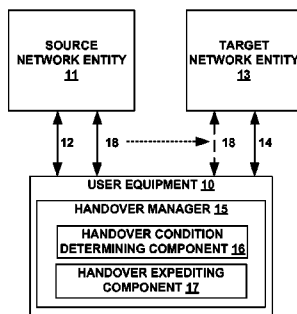 SOURCE
NETWORK ENTITY
11
TARGET
NETWORK ENTITY
13
12
18
18
14
USER EQUIPMENT 10
HANDOVER MANAGER 15
HANDOVER CONDITION
DETERMINING COMPONENT 16
HANDOVER EXPEDITING
COMPONENT 17